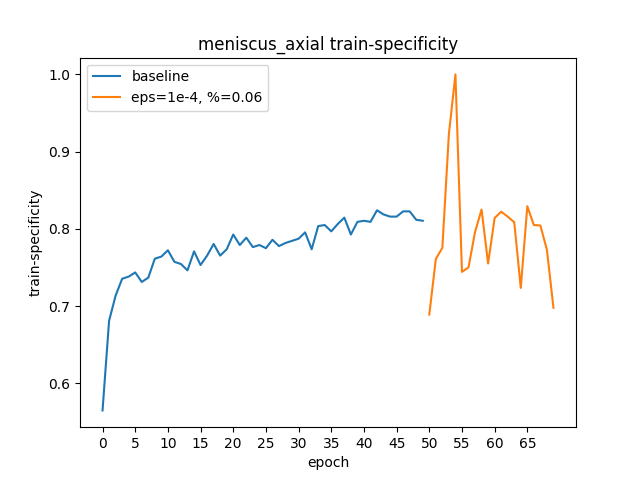 meniscus_axial train-specificity
baseline
eps=1e-4, %=0.06
train-specificity
1.0
0.9
0.8
0.7
0.6
0 5 10 15 20 25 30 35 40 45 50 55 60 65
epoch